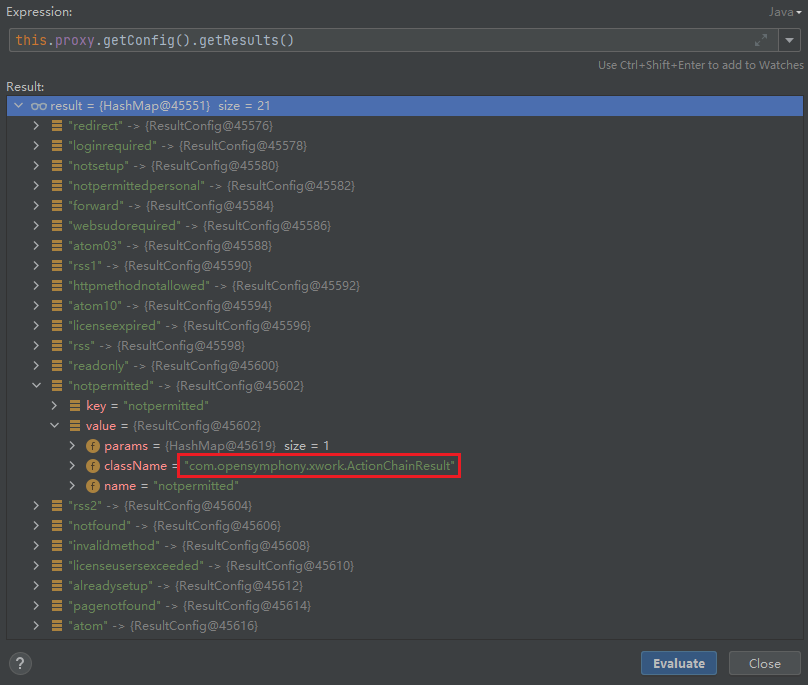 Expression:
Java
this.proxy.getConfig().getResults()
Use Ctrl+Shift+Enter to add to Watches
Result:
result = {HashMap@45551} size = 21
"redirect" -> {ResultConfig@45576}
"loginrequired" -> {ResultConfig@45578}
"notsetup" -> {ResultConfig@45580}
"notpermittedpersonal" -> {ResultConfig@45582}
"forward" -> {ResultConfig@45584}
"websudorequired" -> {ResultConfig@45586}
"atom03" -> {ResultConfig@45588}
"rss1" -> {ResultConfig@45590}
"httpmethodnotallowed" -> {ResultConfig@45592}
"atom10" -> {ResultConfig@45594}
"licenseexpired" -> {ResultConfig@45596}
"rss" -> {ResultConfig@45598}
"readonly" -> {ResultConfig@45600}
"notpermitted" -> {ResultConfig@45602}
key = "notpermitted"
value = {ResultConfig@45602}
f params = {HashMap@45619} size = 1
f className = "com.opensymphony.xwork.ActionChainResult"
f name = "notpermitted"
"rss2" -> {ResultConfig@45604}
"notfound" -> {ResultConfig@45606}
"invalidmethod" -> {ResultConfig@45608}
"licenseusersexceeded" -> {ResultConfig@45610}
"alreadysetup" -> {ResultConfig@45612}
"pagenotfound" -> {ResultConfig@45614}
"atom" -> {ResultConfig@45616}
? Evaluate Close